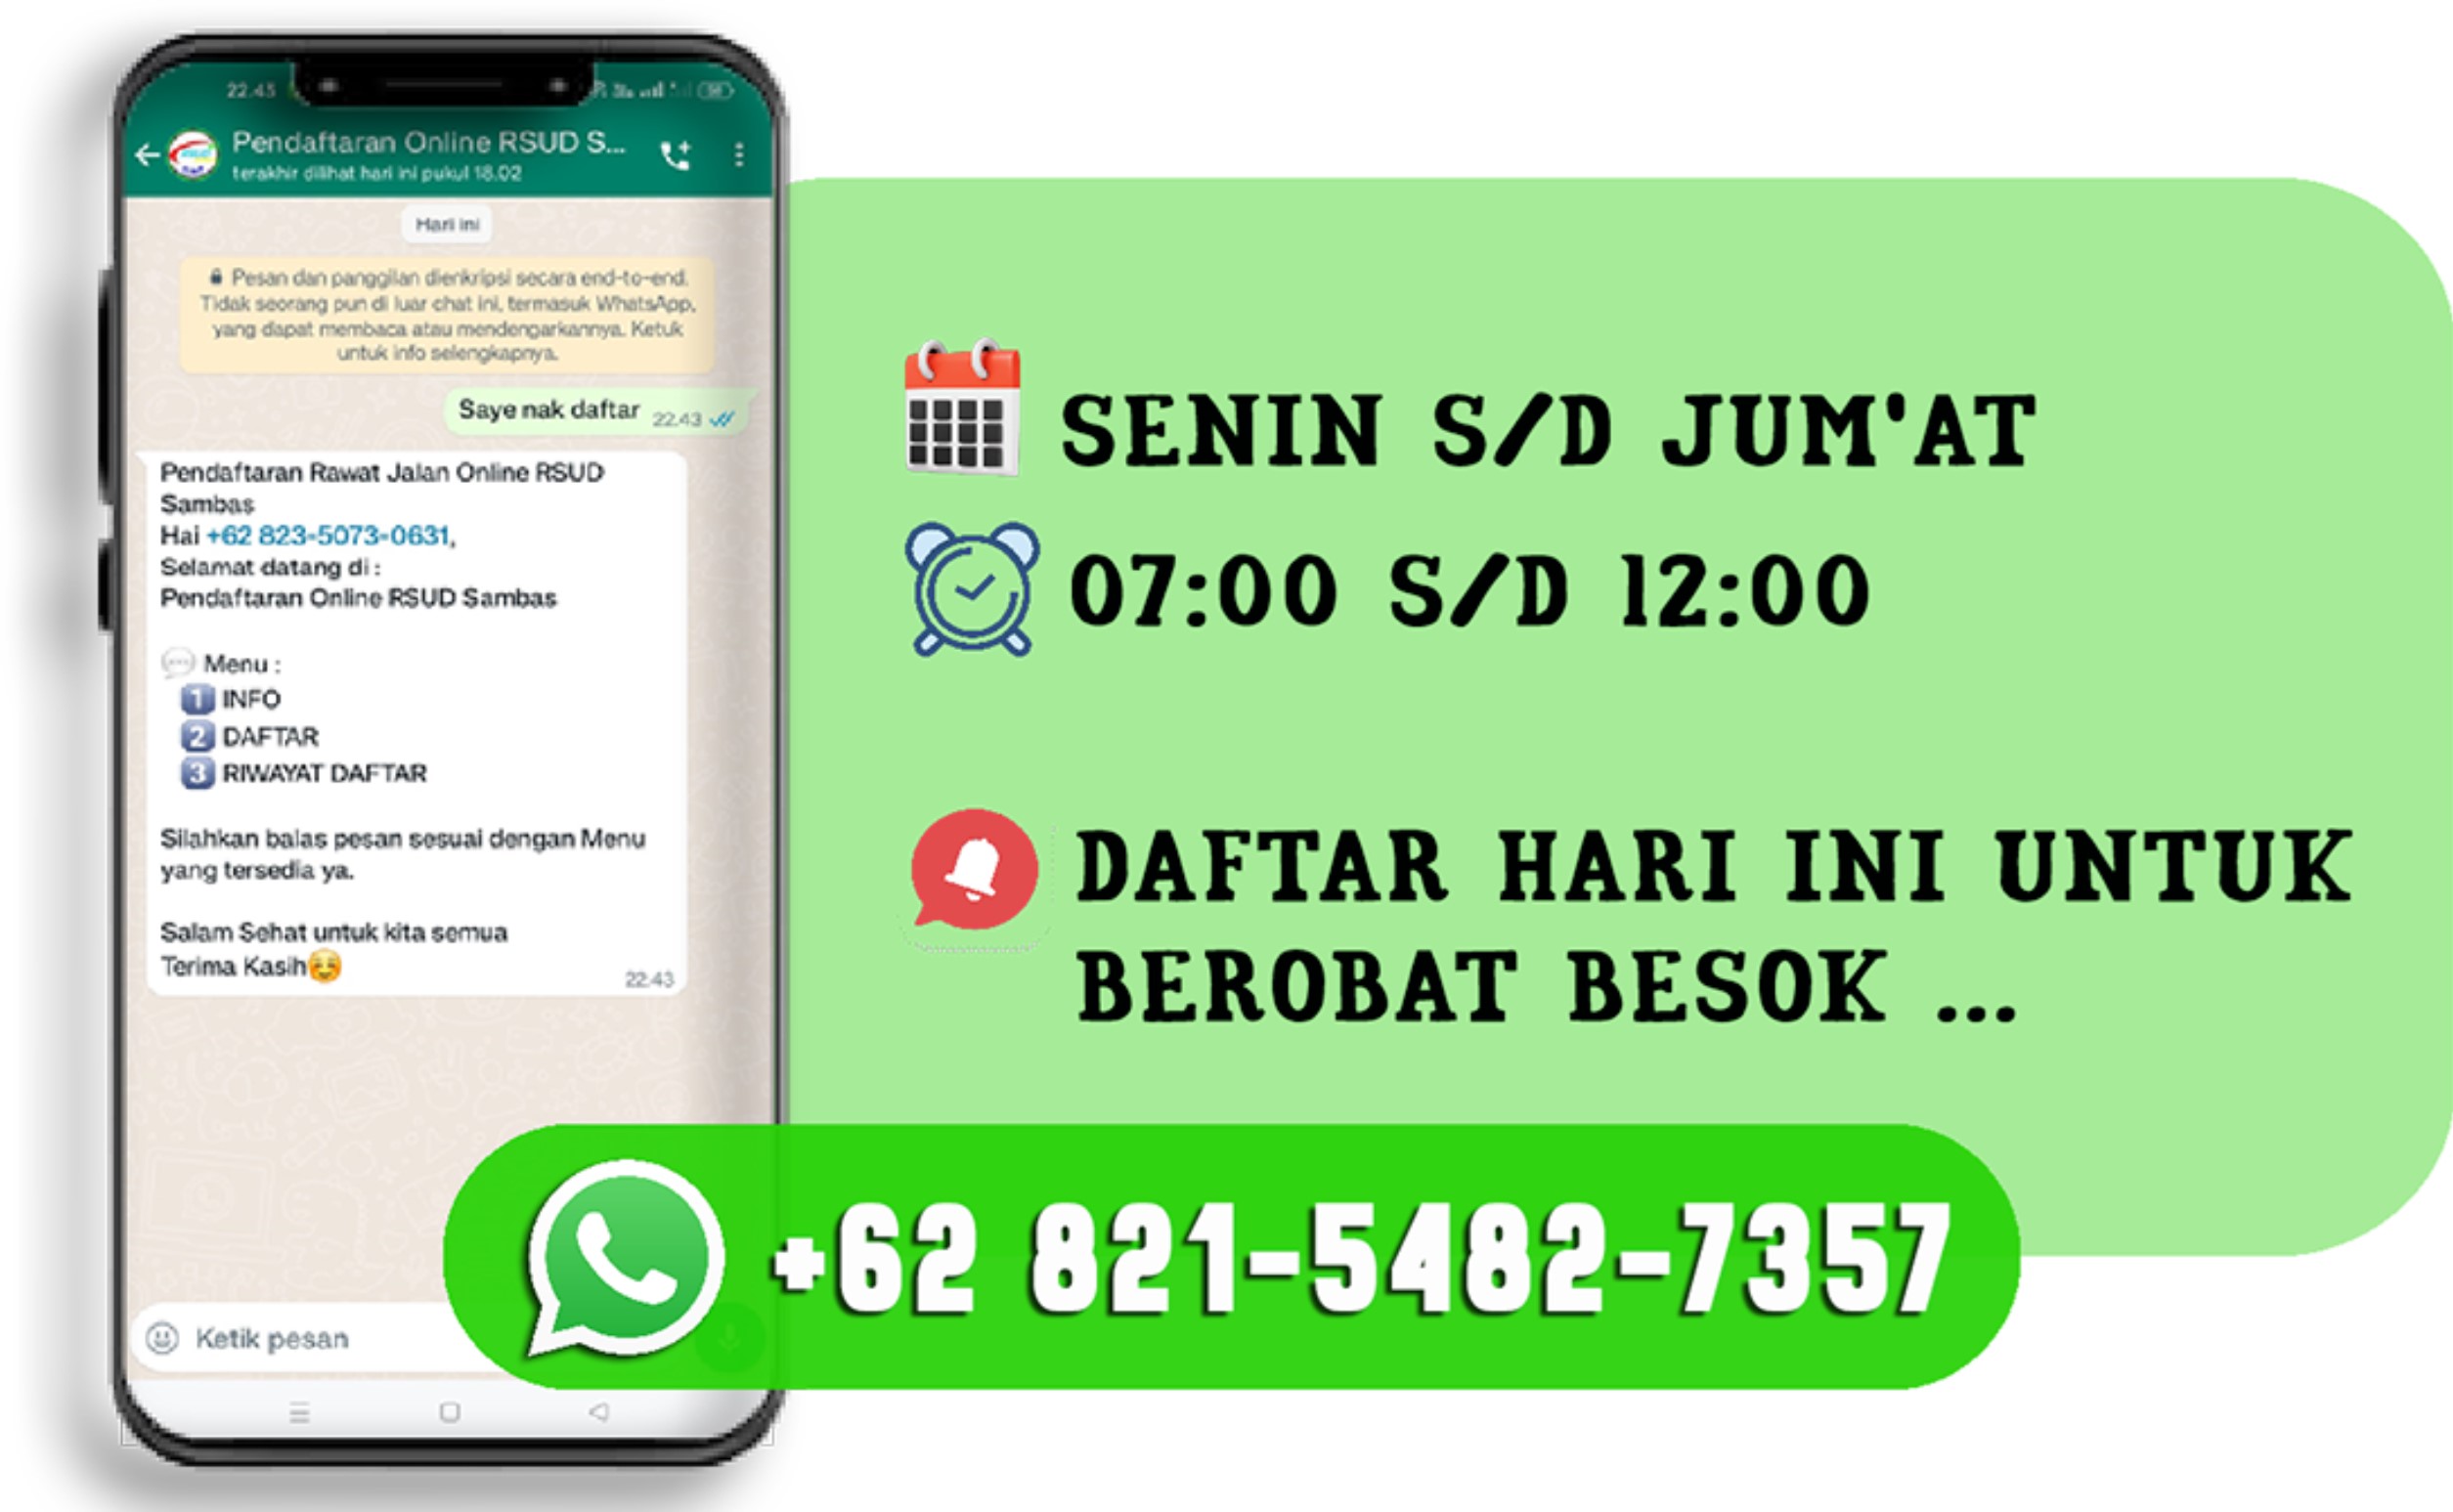 22.43
Pendaftaran Online RSUD S...
terakhir dilihat hari ini pukul 18.02
Hari ini
Pesan dan panggilan dienkripsi secara end-to-end.
Tidak seorang pun di luar chat ini, termasuk WhatsApp,
yang dapat membaca atau mendengarkannya. Ketuk
untuk info selengkapnya.
Saye nak daftar 22.43
Pendaftaran Rawat Jalan Online RSUD
Sambas
Hai +62 823-5073-0631,
Selamat datang di :
Pendaftaran Online RSUD Sambas
Menu :
1 INFO
2 DAFTAR
3 RIWAYAT DAFTAR
Silahkan balas pesan sesuai dengan Menu
yang tersedia ya.
Salam Sehat untuk kita semua
Terima Kasih😊
22.43
Ketik pesan
SENIN S/D JUM'AT
07:00 S/D 12:00
DAFTAR HARI INI UNTUK
BEROBAT BESOK ...
+62 821-5482-7357